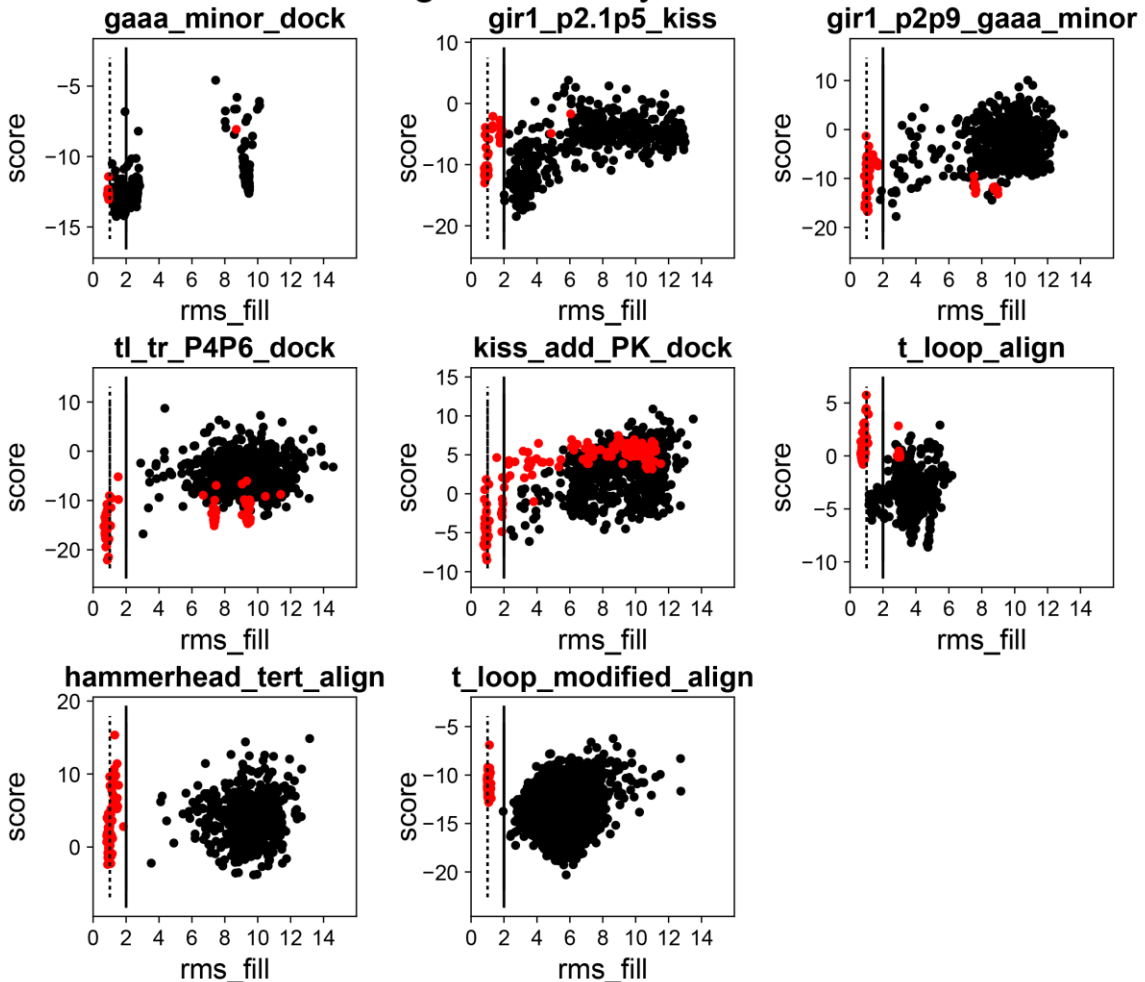 gaaa_minor_dock
score
−5
−10
−15
0 2 4 6 8 10 12 14
rms_fill
gir1_p2.1p5_kiss
score
10
0
−10
−20
0 2 4 6 8 10 12 14
rms_fill
gir1_p2p9_gaaa_minor
score
10
0
−10
−20
0 2 4 6 8 10 12 14
rms_fill
tl_tr_P4P6_dock
score
10
0
−10
−20
0 2 4 6 8 10 12 14
rms_fill
kiss_add_PK_dock
score
15
10
5
0
−5
−10
0 2 4 6 8 10 12 14
rms_fill
t_loop_align
score
5
0
−5
−10
0 2 4 6 8 10 12 14
rms_fill
hammerhead_tert_align
score
20
10
0
0 2 4 6 8 10 12 14
rms_fill
t_loop_modified_align
score
−5
−10
−15
−20
0 2 4 6 8 10 12 14
rms_fill